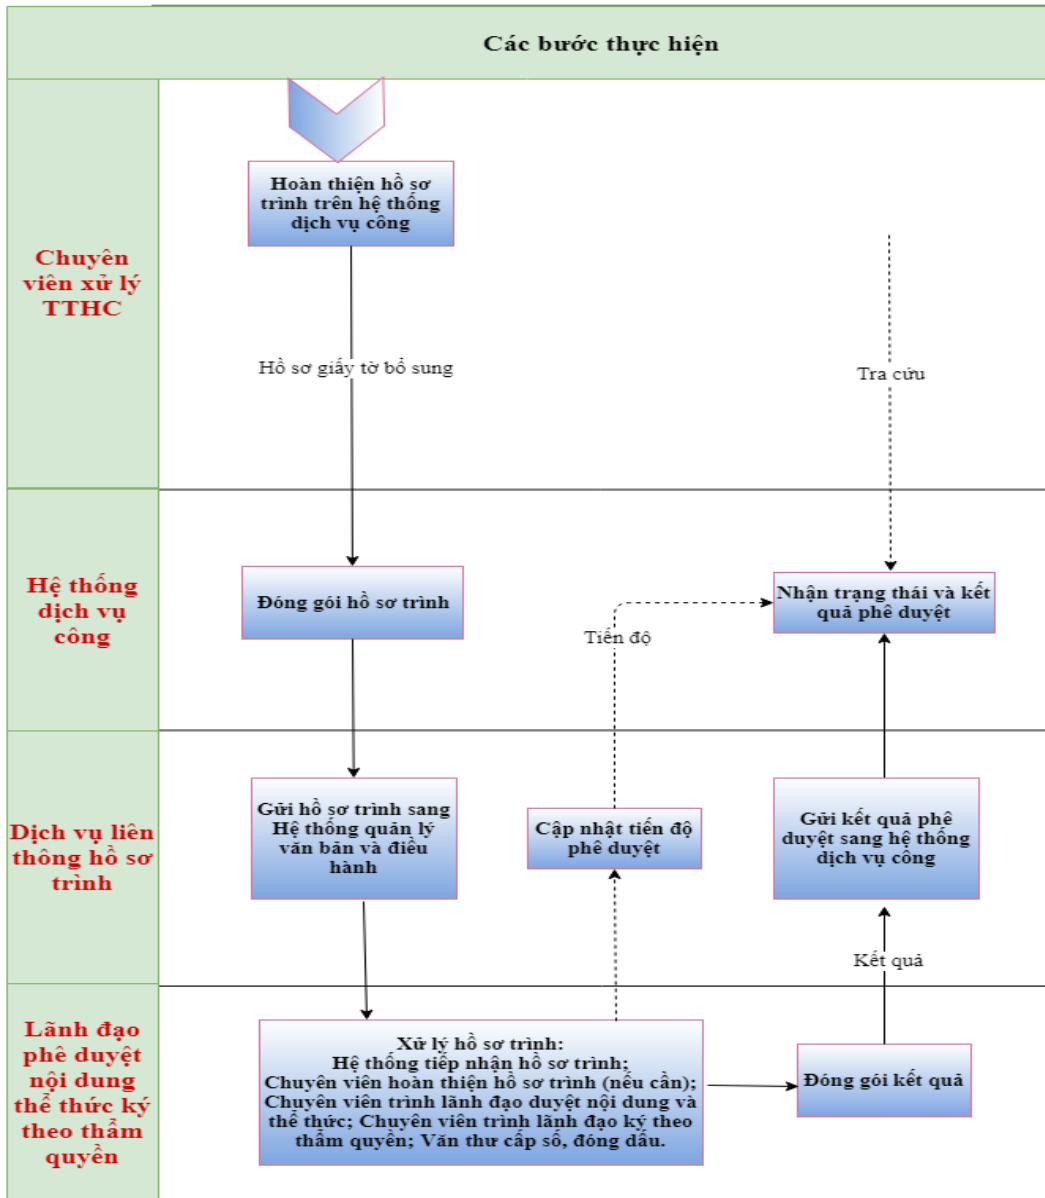 Các bước thực hiện
Chuyên
viên xử lý
TTHC
Hoàn thiện hồ sơ
trình trên hệ thống
dịch vụ công
Hồ sơ giấy tờ bổ sung
Tra cứu
Hệ thống
dịch vụ
công
Đóng gói hồ sơ trình
Tiến độ
Nhận trạng thái và kết
quả phê duyệt
Dịch vụ liên
thông hồ sơ
trình
Gửi hồ sơ trình sang
Hệ thống quản lý
văn bản và điều
hành
Cập nhật tiến độ
phê duyệt
Gửi kết quả phê
duyệt sang hệ thống
dịch vụ công
Kết quả
Lãnh đạo
phê duyệt
nội dung
thể thức ký
theo thẩm
quyền
Xử lý hồ sơ trình:
Hệ thống tiếp nhận hồ sơ trình;
Chuyên viên hoàn thiện hồ sơ trình (nếu cần);
Chuyên viên trình lãnh đạo duyệt nội dung và
thể thức; Chuyên viên trình lãnh đạo ký theo
thẩm quyền; Văn thư cấp số, đóng dấu.
Đóng gói kết quả